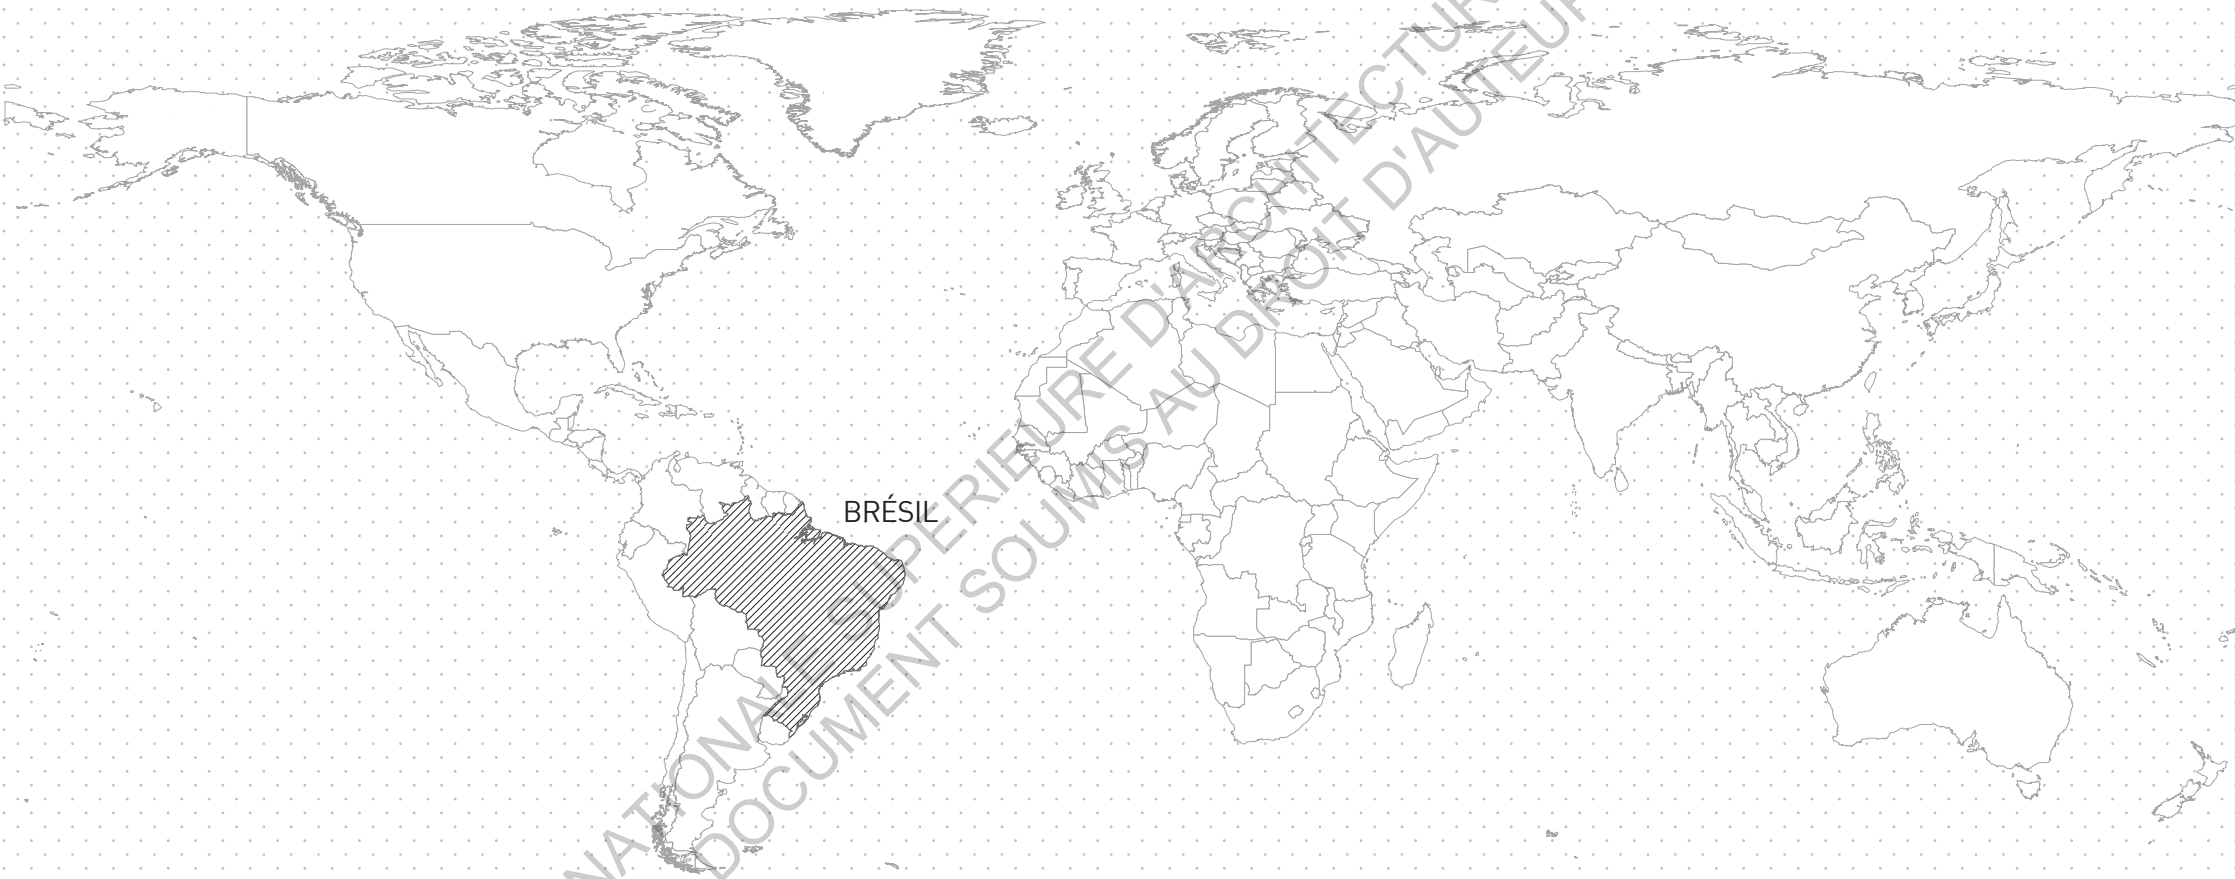 BRÉSIL
NATIONALE SUPERIEURE D'ARCHITECTURE
DOCUMENT SOUMIS AU DROIT D'AUTEUR